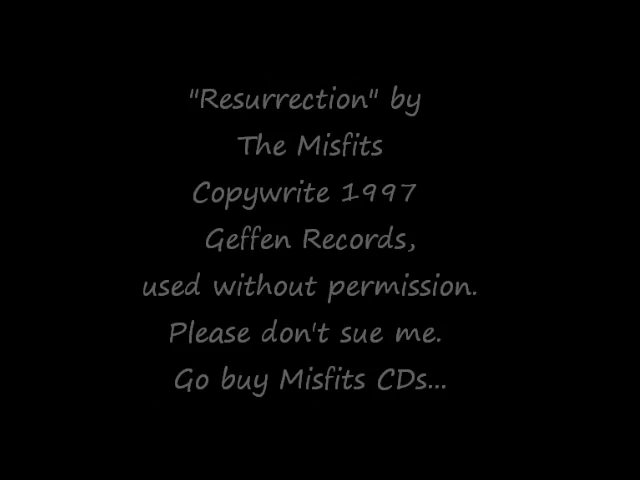 "Resurrection" by
The Misfits
Copywrite 1997
Geffen Records,
used without permission.
Please don't sue me.
Go buy Misfits CDs...